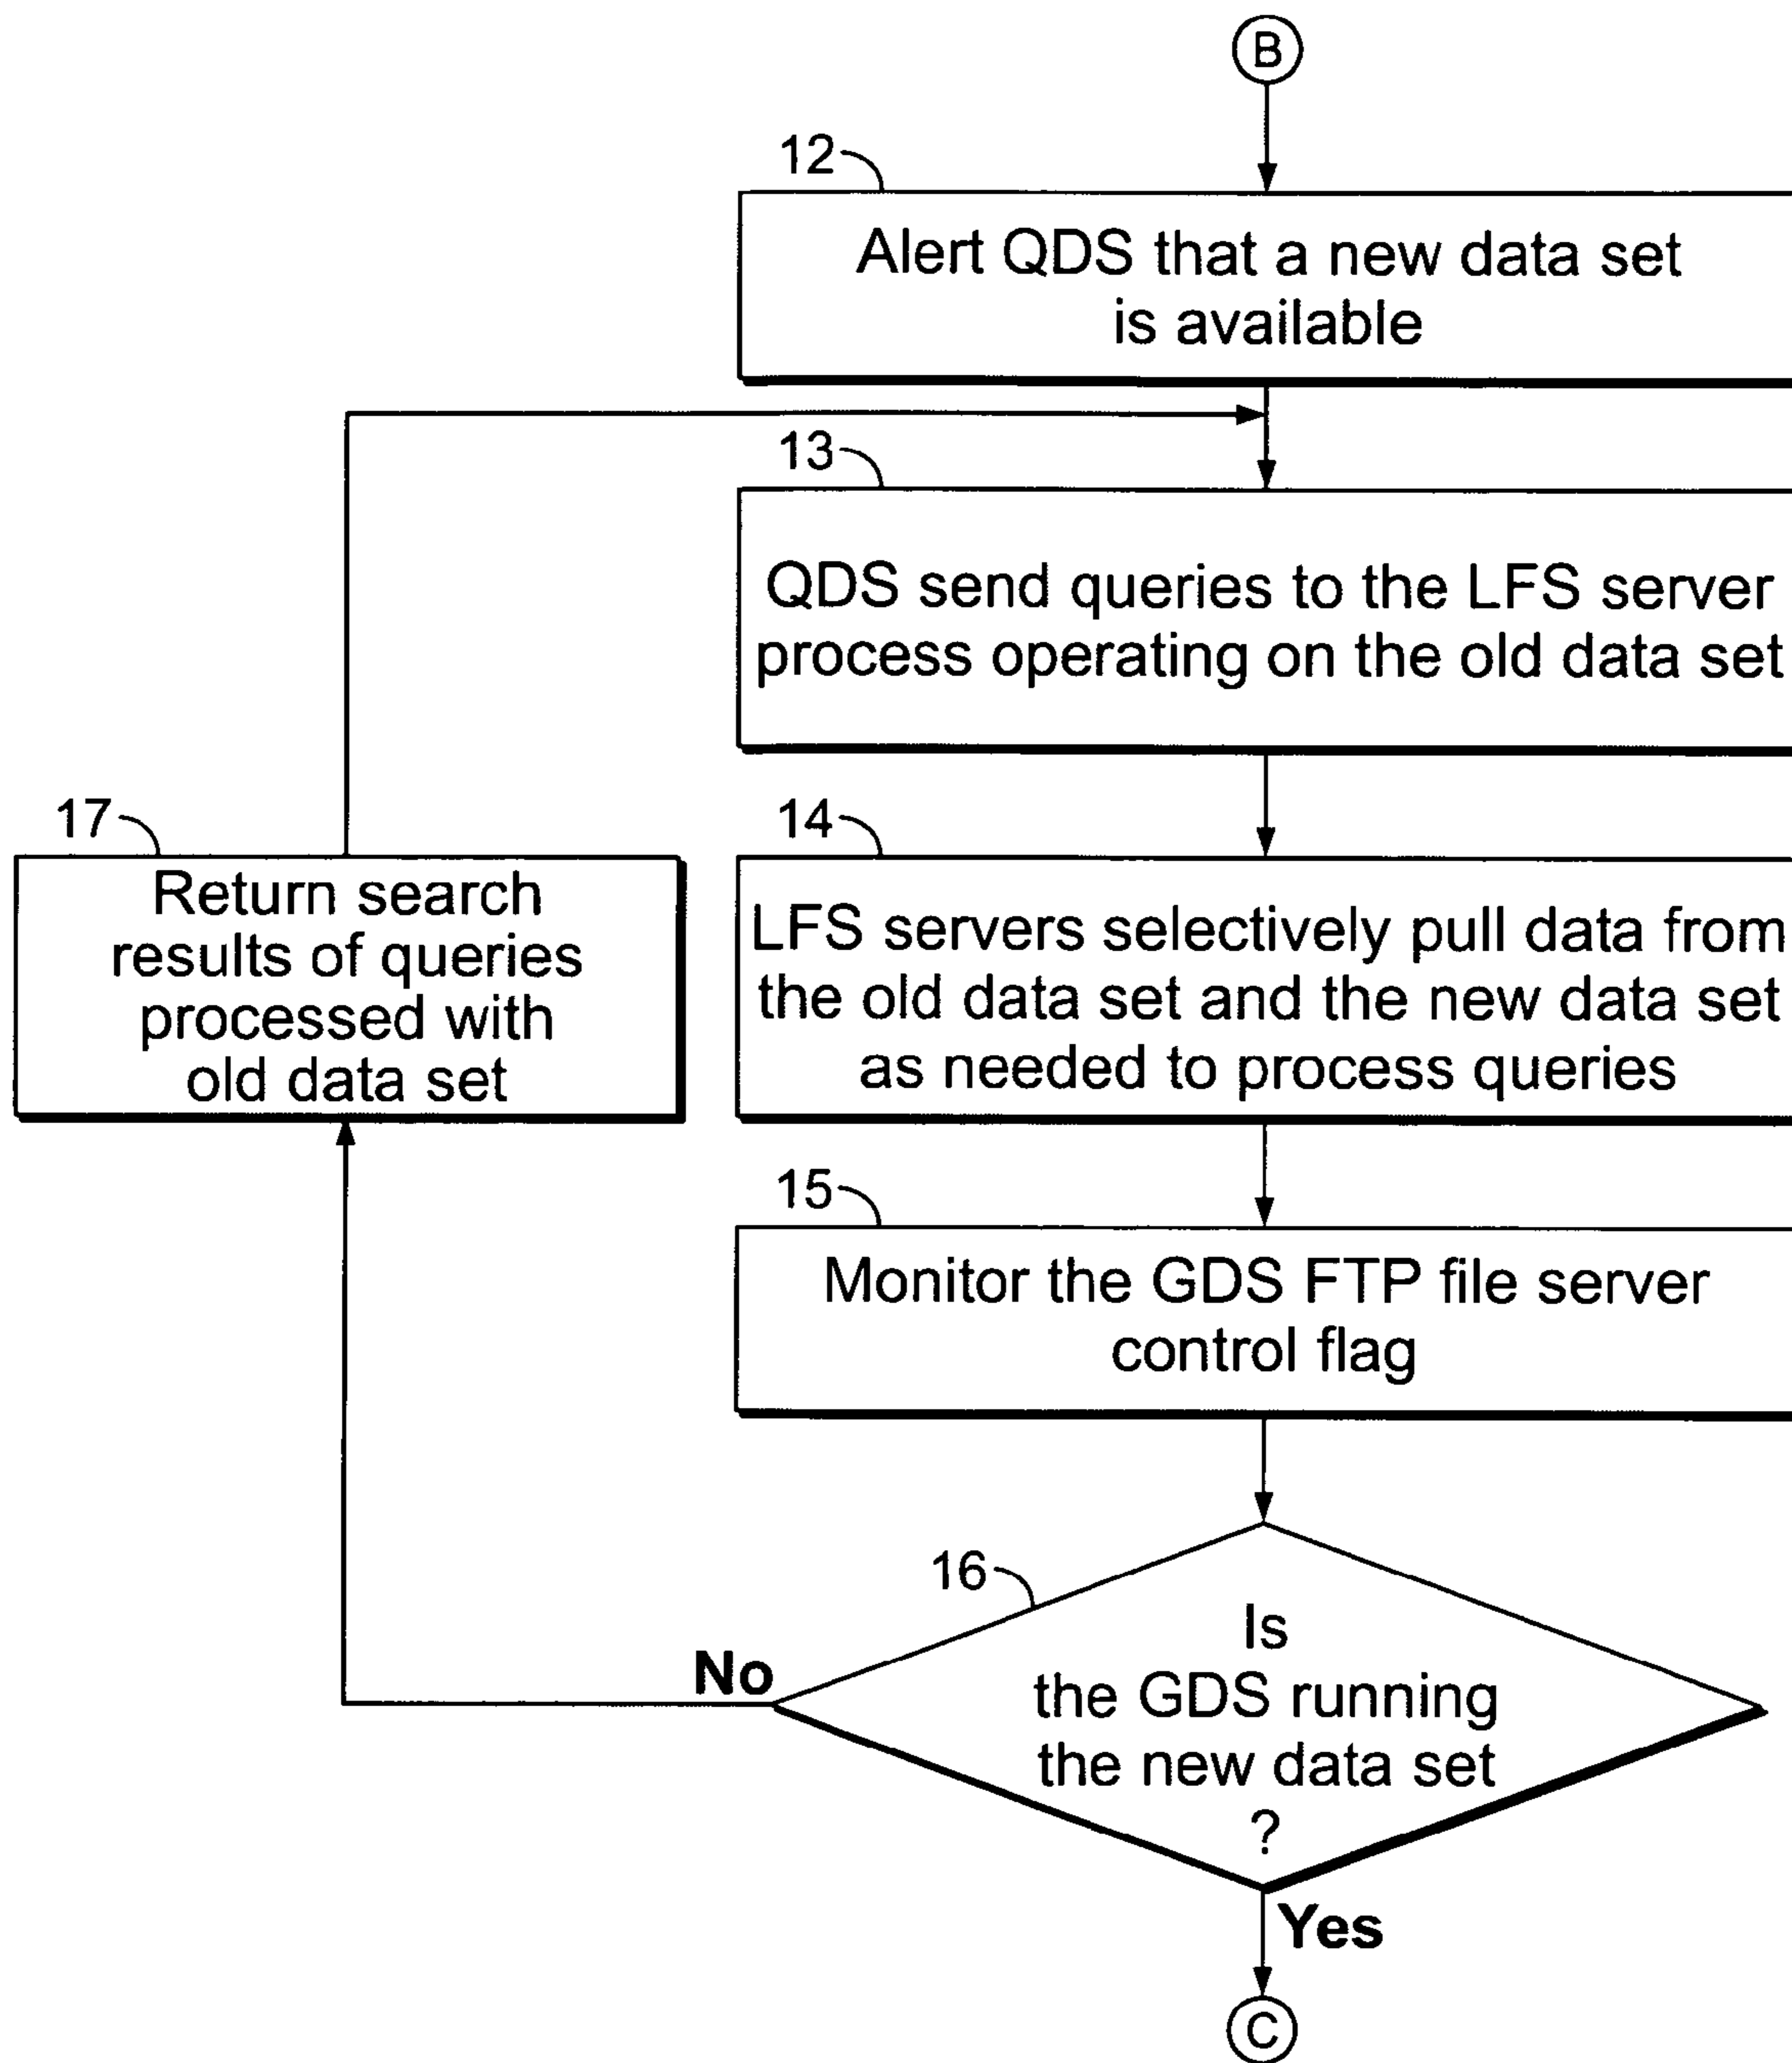 B
12
Alert QDS that a new data set
is available
13
QDS send queries to the LFS server
process operating on the old data set
17
Return search
results of queries
processed with
old data set
14
LFS servers selectively pull data from
the old data set and the new data set
as needed to process queries
15
Monitor the GDS FTP file server
control flag
16
Is
the GDS running
the new data set
?
No
Yes
C